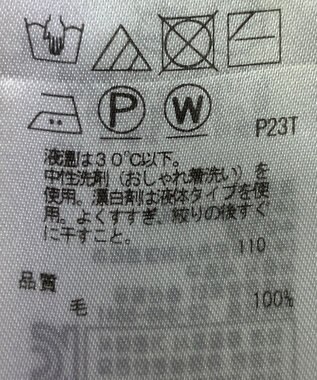 P
W
P23T
液温は30℃以下。
中性洗剤(おしゃれ着洗い)を
使用。漂白剤は液体タイプを使
用。よくすすぎ、絞りの後すぐ
に干すこと。
110
品質
毛 100%